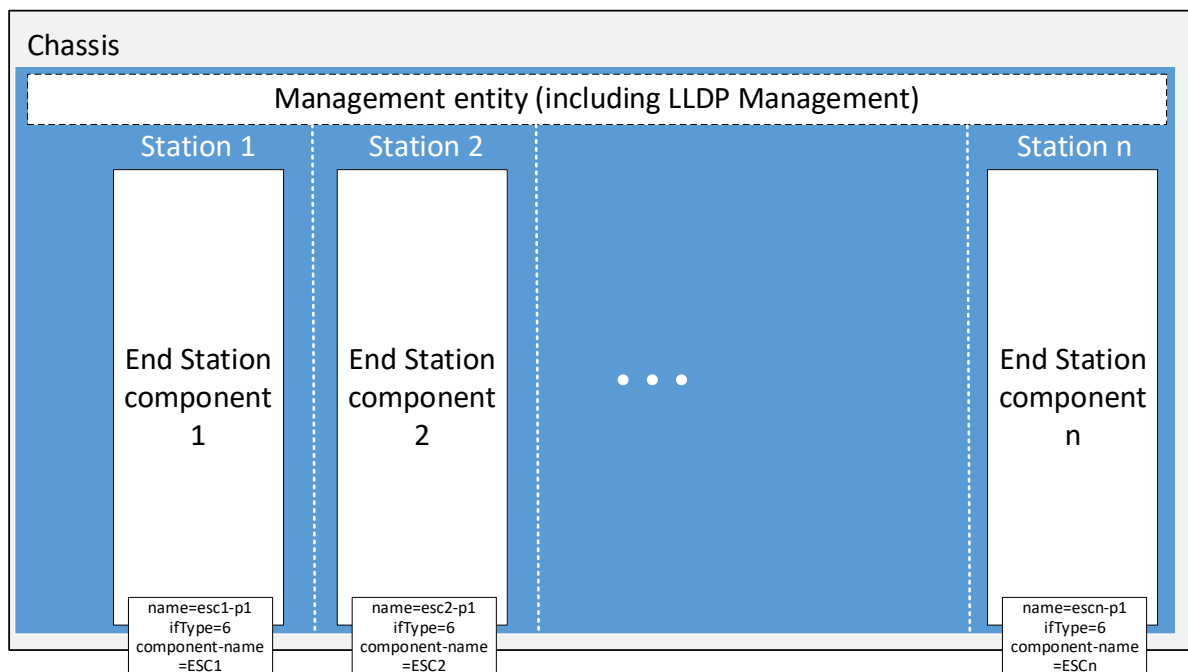 Chassis
Management entity (including LLDP Management)
Station 1
Station 2
Station n
End Station
component
1
End Station
component
2
End Station
component
n
name=esc1-p1
ifType=6
component-name
=ESC1
name=esc2-p1
ifType=6
component-name
=ESC2
name=escn-p1
ifType=6
component-name
=ESCn